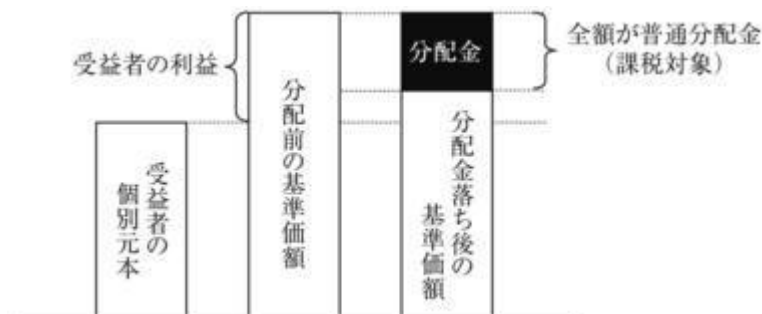 受益者の利益
受益者の
個別元本
分配前の基準価額
分配金
分配金落ち後の
基準価額
全額が普通分配金
（課税対象）